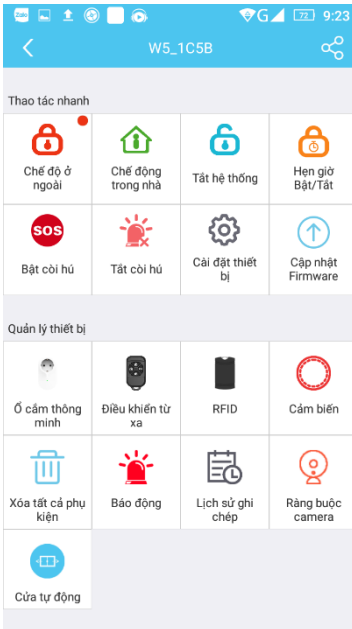 Zalo G 72 9:23
W5_1C5B
Thao tác nhanh
Chế độ ở
ngoài
Chế động
trong nhà
Tắt hệ thống
Hẹn giờ
Bật/Tắt
SOS
Bật còi hú
Tắt còi hú
Cài đặt thiết
bị
Cập nhật
Firmware
Quản lý thiết bị
Ổ cắm thông
minh
Điều khiển từ
xa
RFID
Cảm biến
Xóa tất cả phụ
kiện
Báo động
Lịch sử ghi
chép
Ràng buộc
camera
Cửa tự động